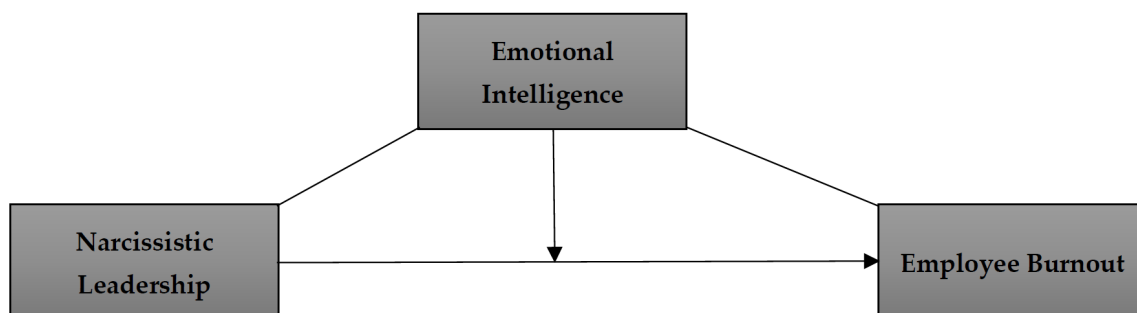 Emotional
Intelligence
Narcissistic
Leadership
Employee Burnout